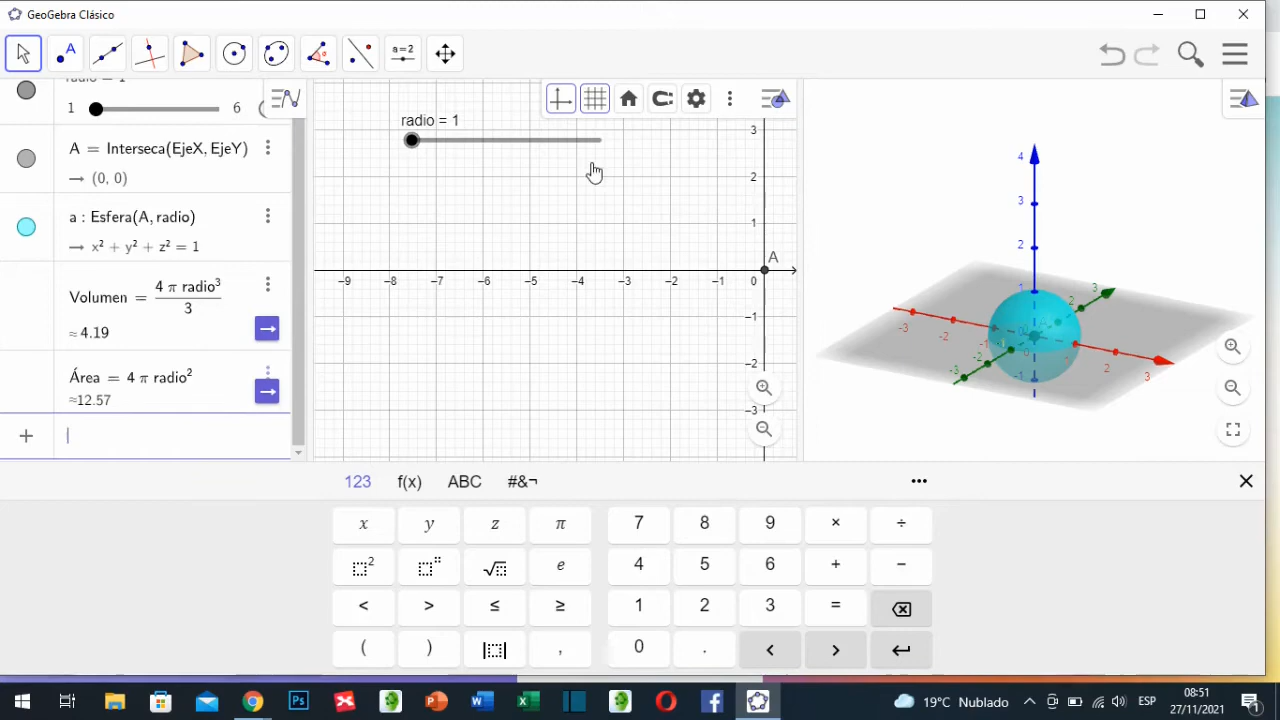 GeoGebra Clásico
a=2
radio = 1
1 6
A = Interseca(EjeX, EjeY)
→ (0, 0)
a : Esfera(A, radio)
→ x² + y² + z² = 1
Volumen = 4 π radio³ / 3
≈ 4.19
Área = 4 π radio²
≈12.57
radio = 1
3
2
1
A
−9 −8 −7 −6 −5 −4 −3 −2 −1 0
−1
−2
−3
4
3
2
1
0
-1
-3 -2 -1 0 2 3
-3 -2 2 3
123 f(x) ABC #&¬ •••
x y z π 7 8 9 × ÷
e 4 5 6 + −
< > ≤ ≥ 1 2 3 =
( ) , 0 . < >
19°C Nublado
ESP
08:51
27/11/2021
1